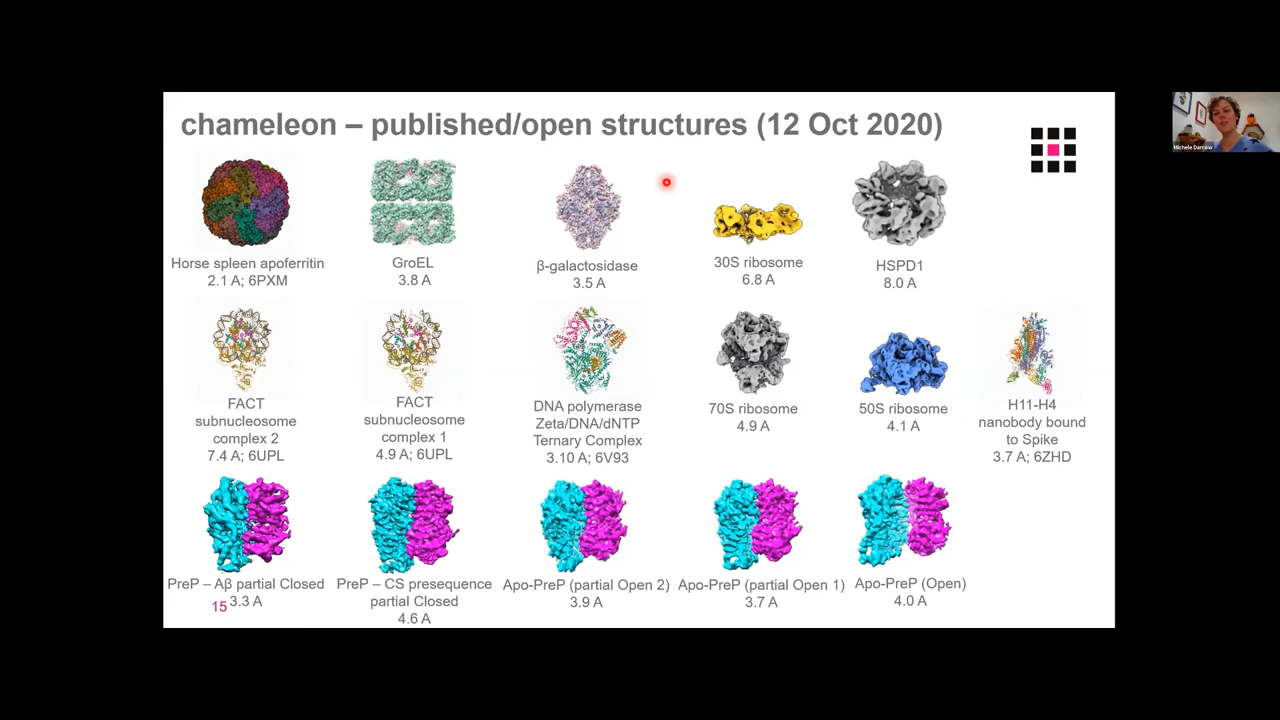 chameleon – published/open structures (12 Oct 2020)
Michele Darrow
Horse spleen apoferritin
2.1 A; 6PXM
GroEL
3.8 A
β-galactosidase
3.5 A
30S ribosome
6.8 A
HSPD1
8.0 A
FACT
subnucleosome
complex 2
7.4 A; 6UPL
FACT
subnucleosome
complex 1
4.9 A; 6UPL
DNA polymerase
Zeta/DNA/dNTP
Ternary Complex
3.10 A; 6V93
70S ribosome
4.9 A
50S ribosome
4.1 A
H11-H4
nanobody bound
to Spike
3.7 A; 6ZHD
PreP – Aβ partial Closed
3.3 A
PreP – CS presequence
partial Closed
4.6 A
Apo-PreP (partial Open 2)
3.9 A
Apo-PreP (partial Open 1)
3.7 A
Apo-PreP (Open)
4.0 A
15